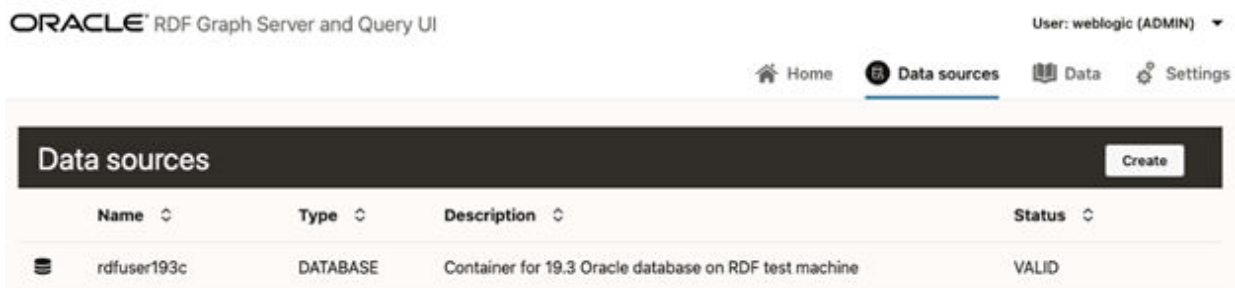 ORACLE RDF Graph Server and Query UI User: weblogic (ADMIN)
Home Data sources Data Settings
Data sources Create
Name Type Description Status
rdfuser193c DATABASE Container for 19.3 Oracle database on RDF test machine VALID